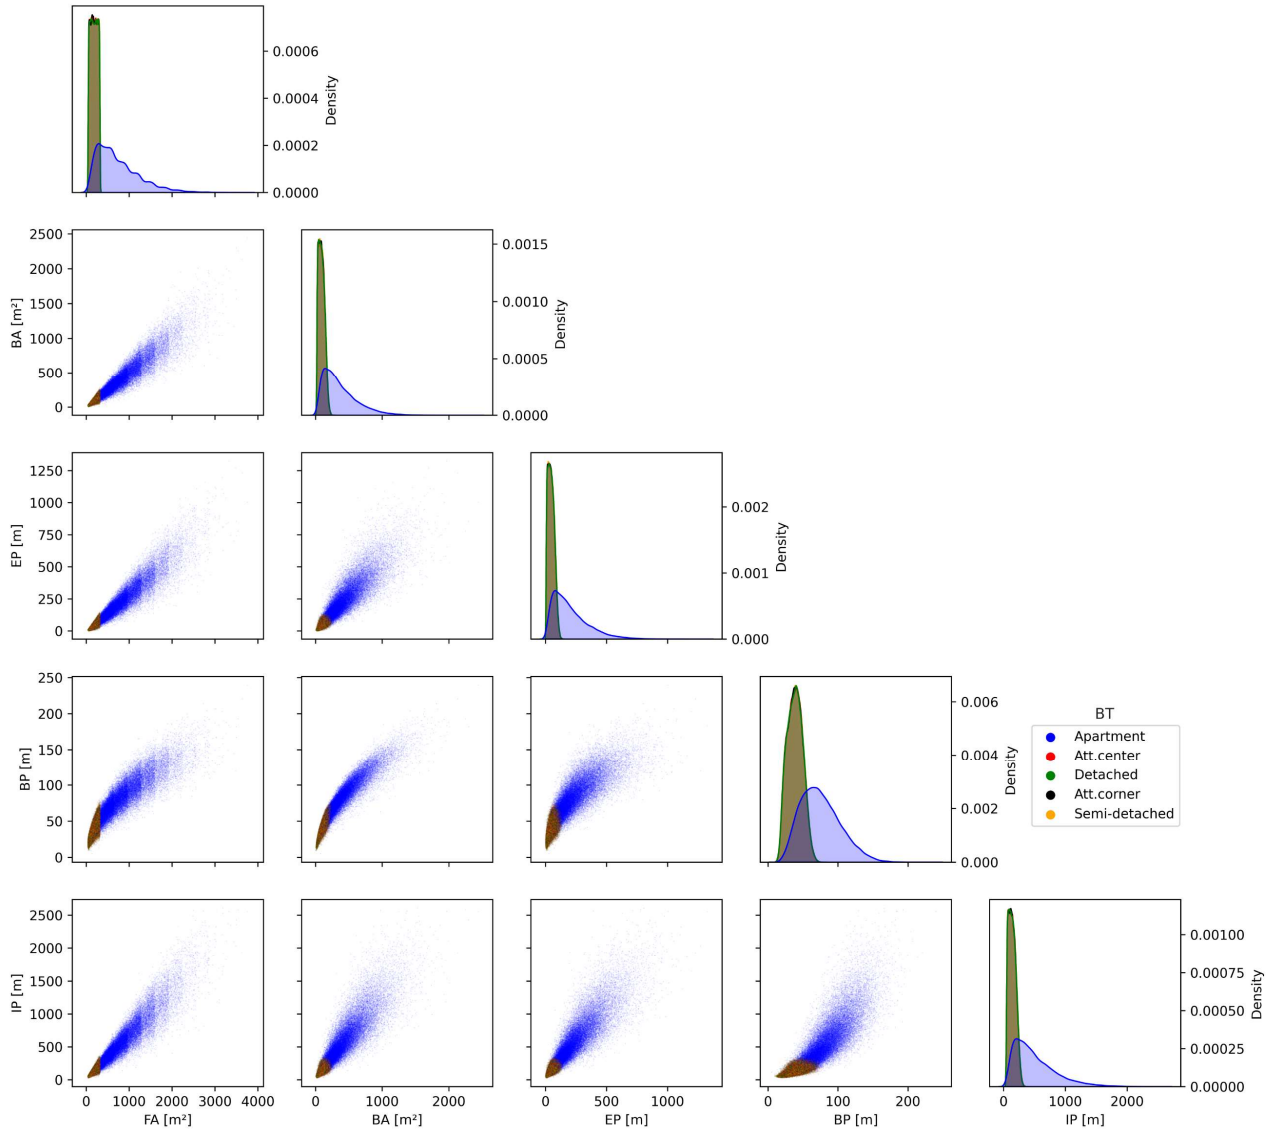 0.0006
0.0004
0.0002
0.0000
Density
2500
2000
1500
1000
500
0
BA [m²]
0.0015
0.0010
0.0005
0.0000
Density
1250
1000
750
500
250
0
EP [m]
0.002
0.001
0.000
Density
250
200
150
100
50
0
BP [m]
0.006
0.004
0.002
0.000
Density
BT
Apartment
Att.center
Detached
Att.corner
Semi-detached
2500
2000
1500
1000
500
0
IP [m]
0.00100
0.00075
0.00050
0.00025
0.00000
Density
0 1000 2000 3000 4000
FA [m²]
0 1000 2000
BA [m²]
0 500 1000
EP [m]
0 100 200
BP [m]
0 1000 2000
IP [m]